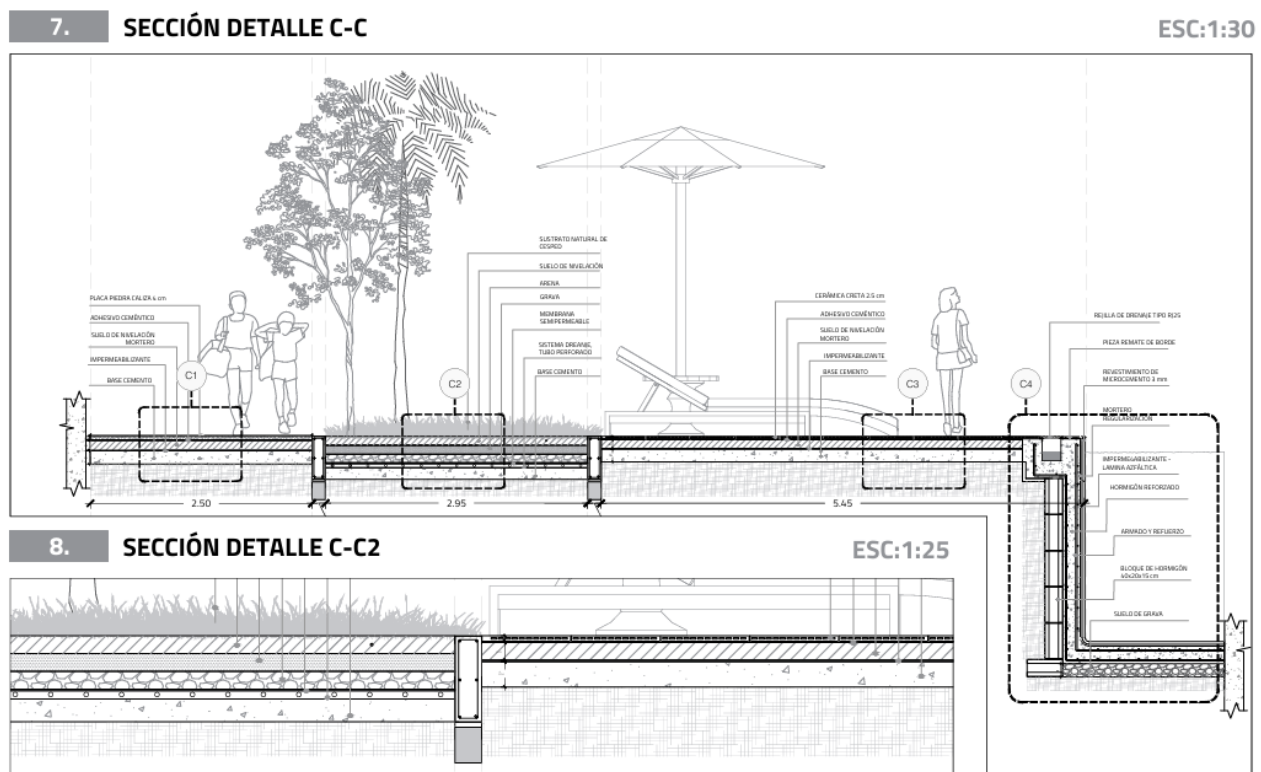 7.
SECCIÓN DETALLE C-C
ESC:1:30
SUSTRATO NATURAL DE
CESPED
SUELO DE NIVELACIÓN
ARENA
GRAVA
MEMBRANA
SEMIPERMEABLE
SISTEMA DREANJE,
TUBO PERFORADO
BASE CEMENTO
PLACA PIEDRA CALIZA 4 cm
ADHESIVO CEMÉNTICO
SUELO DE NIVELACIÓN
MORTERO
IMPERMEABILIZANTE
BASE CEMENTO
CERÁMICA CRETA 2.5 cm
ADHESIVO CEMÉNTICO
SUELO DE NIVELACIÓN
MORTERO
IMPERMEABILIZANTE
BASE CEMENTO
REJILLA DE DRENAJE TIPO RJ25
PIEZA REMATE DE BORDE
REVESTIMIENTO DE
MICROCEMENTO 3 mm
MORTERO
REGULARIZACIÓN
IMPERMELABILIZANTE -
LAMINA AZFÁLTICA
HORMIGÓN REFORZADO
ARMADO Y REFUERZO
BLOQUE DE HORMIGÓN
40x20x15 cm
SUELO DE GRAVA
C1
C2
C3
C4
2.50
2.95
5.45
8.
SECCIÓN DETALLE C-C2
ESC:1:25